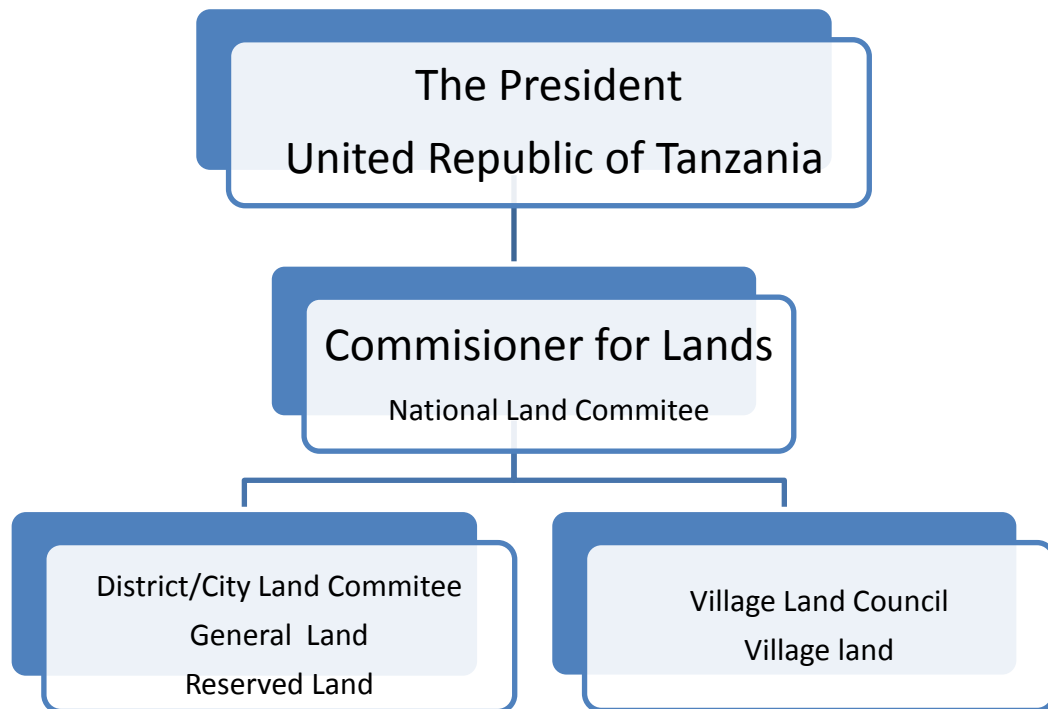 The President
United Republic of Tanzania
Commisioner for Lands
National Land Commitee
District/City Land Commitee
General Land
Reserved Land
Village Land Council
Village land